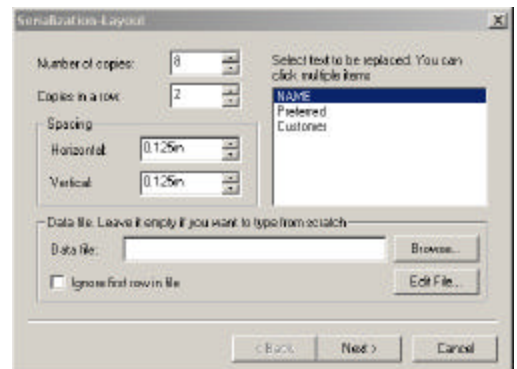 Serialization-Layout
Number of copies: 8
Copies in a row: 2
Spacing
Horizontal: 0.125in
Vertical: 0.125in
Select text to be replaced. You can
click multiple items
NAME
Preferred
Customer
Data file. Leave it empty if you want to type from scratch
Data file:
Browse...
Ignore first row in file
Edit File...
< Back
Next >
Cancel